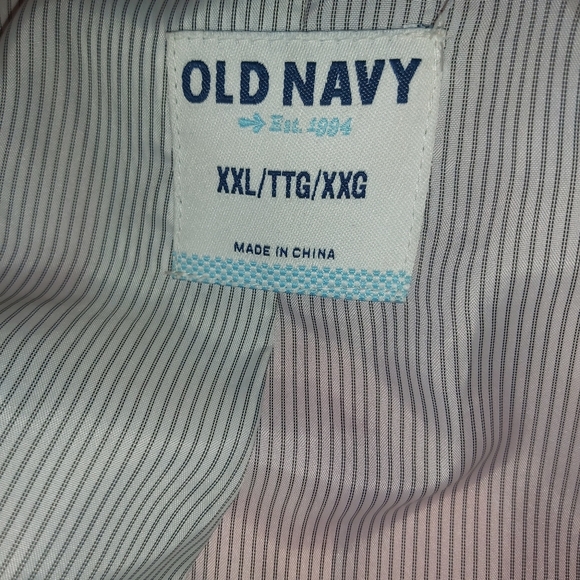 OLD NAVY
Est. 1994
XXL/TTG/XXG
MADE IN CHINA